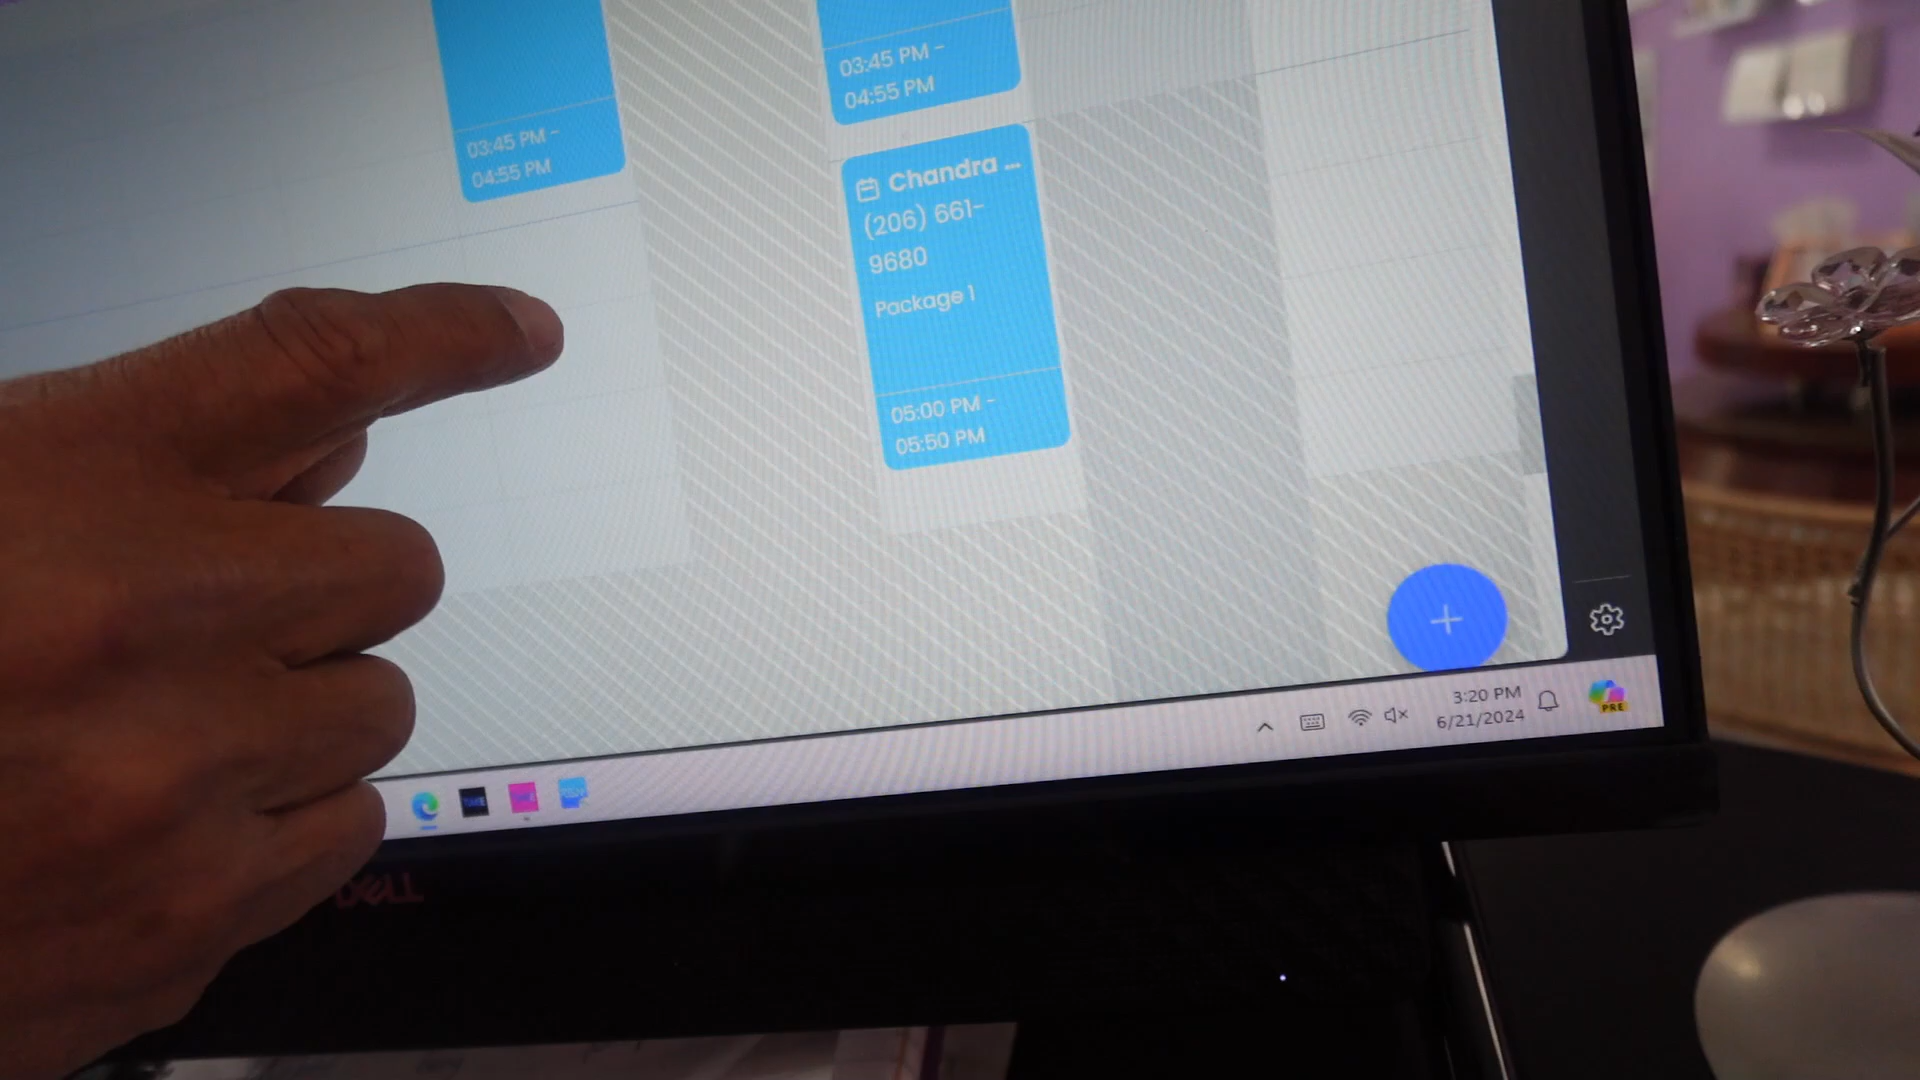 03:45 PM -
04:55 PM
03:45 PM -
04:55 PM
Chandra ...
(206) 661-
9680
Package 1
05:00 PM -
05:50 PM
3:20 PM
6/21/2024
PRE
DELL